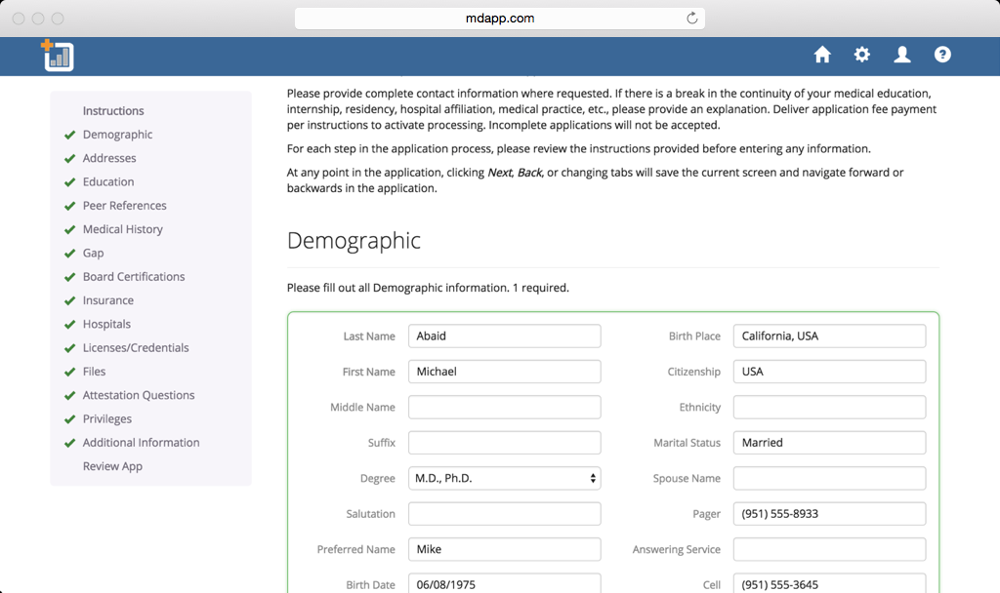 mdapp.com
Please provide complete contact information where requested. If there is a break in the continuity of your medical education,
internship, residency, hospital affiliation, medical practice, etc., please provide an explanation. Deliver application fee payment
per instructions to activate processing. Incomplete applications will not be accepted.
For each step in the application process, please review the instructions provided before entering any information.
At any point in the application, clicking Next, Back, or changing tabs will save the current screen and navigate forward or
backwards in the application.
Instructions
Demographic
Addresses
Education
Peer References
Medical History
Gap
Board Certifications
Insurance
Hospitals
Licenses/Credentials
Files
Attestation Questions
Privileges
Additional Information
Review App
Demographic
Please fill out all Demographic information. 1 required.
Last Name Abaid
First Name Michael
Middle Name
Suffix
Degree M.D., Ph.D.
Salutation
Preferred Name Mike
Birth Date 06/08/1975
Birth Place California, USA
Citizenship USA
Ethnicity
Marital Status Married
Spouse Name
Pager (951) 555-8933
Answering Service
Cell (951) 555-3645